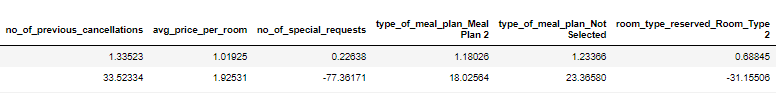 no_of_previous_cancellations avg_price_per_room no_of_special_requests type_of_meal_plan_Meal Plan 2 type_of_meal_plan_Not Selected room_type_reserved_Room_Type 2
1.33523 1.01925 0.22638 1.18026 1.23366 0.68845
33.52334 1.92531 -77.36171 18.02564 23.36580 -31.15506